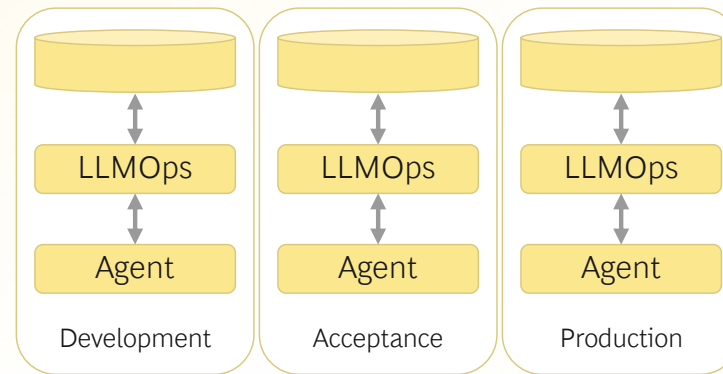 LLMOps
Agent
Development
LLMOps
Agent
Acceptance
LLMOps
Agent
Production